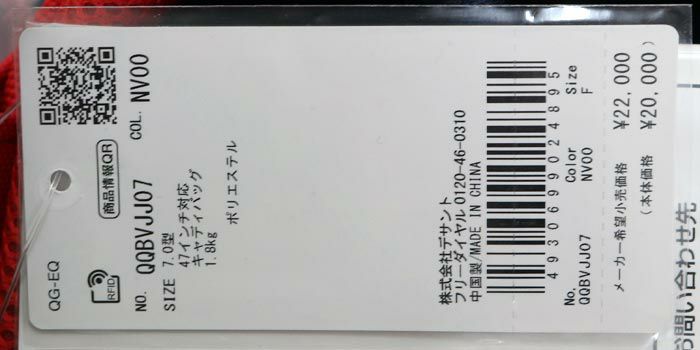 QG-EQ
RFID
商品情報QR
NO. QQBVJJ07 COL. NV00
SIZE 7.0型
47インチ対応
キャディバッグ
1.8kg
ポリエステル
株式会社デサント
フリーダイヤル 0120-46-0310
中国製/MADE IN CHINA
4930699024895
No. Color Size
QQBVJJ07 NV00 F
メーカー希望小売価格 ¥22,000
(本体価格 ¥20,000)
お問い合わせ先